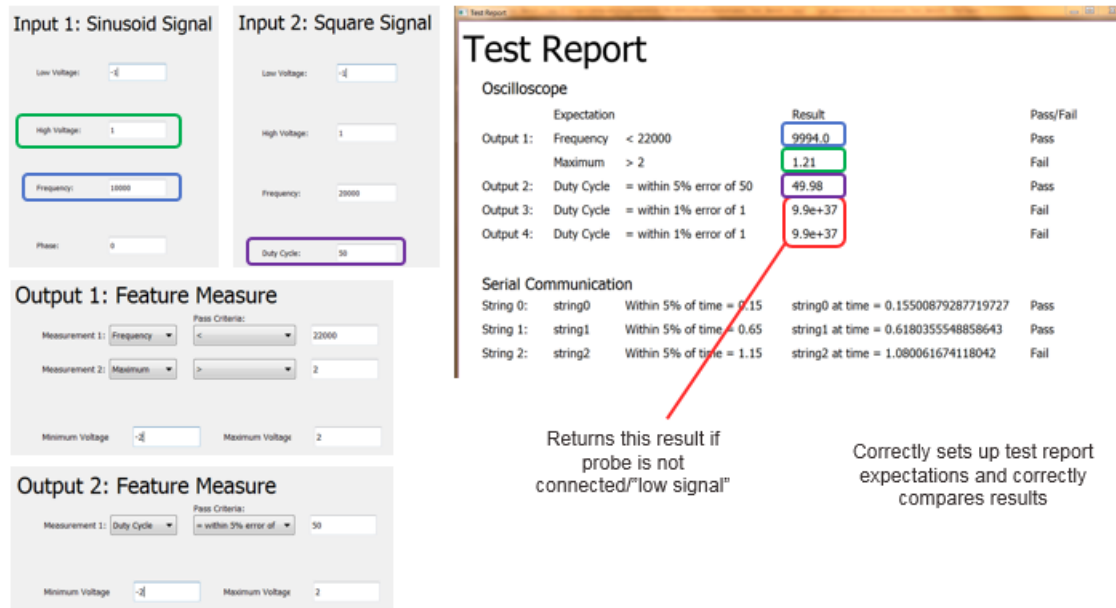 Input 1: Sinusoid Signal
Low Voltage: -1
High Voltage: 1
Frequency: 10000
Phase: 0
Input 2: Square Signal
Low Voltage: -1
High Voltage: 1
Frequency: 20000
Duty Cycle: 50
Output 1: Feature Measure
Pass Criteria:
Measurement 1: Frequency < 22000
Measurement 2: Maximum > 2
Minimum Voltage -2 Maximum Voltage 2
Output 2: Feature Measure
Pass Criteria:
Measurement 1: Duty Cycle = within 5% error of 50
Minimum Voltage -2 Maximum Voltage 2
Test Report
Test Report
Oscilloscope
Expectation Result Pass/Fail
Output 1: Frequency < 22000 9994.0 Pass
Maximum > 2 1.21 Fail
Output 2: Duty Cycle = within 5% error of 50 49.98 Pass
Output 3: Duty Cycle = within 1% error of 1 9.9e+37 Fail
Output 4: Duty Cycle = within 1% error of 1 9.9e+37 Fail
Serial Communication
String 0: string0 Within 5% of time = 0.15 string0 at time = 0.15500879287719727 Pass
String 1: string1 Within 5% of time = 0.65 string1 at time = 0.6180355548858643 Pass
String 2: string2 Within 5% of time = 1.15 string2 at time = 1.080061674118042 Fail
Returns this result if
probe is not
connected/"low signal"
Correctly sets up test report
expectations and correctly
compares results